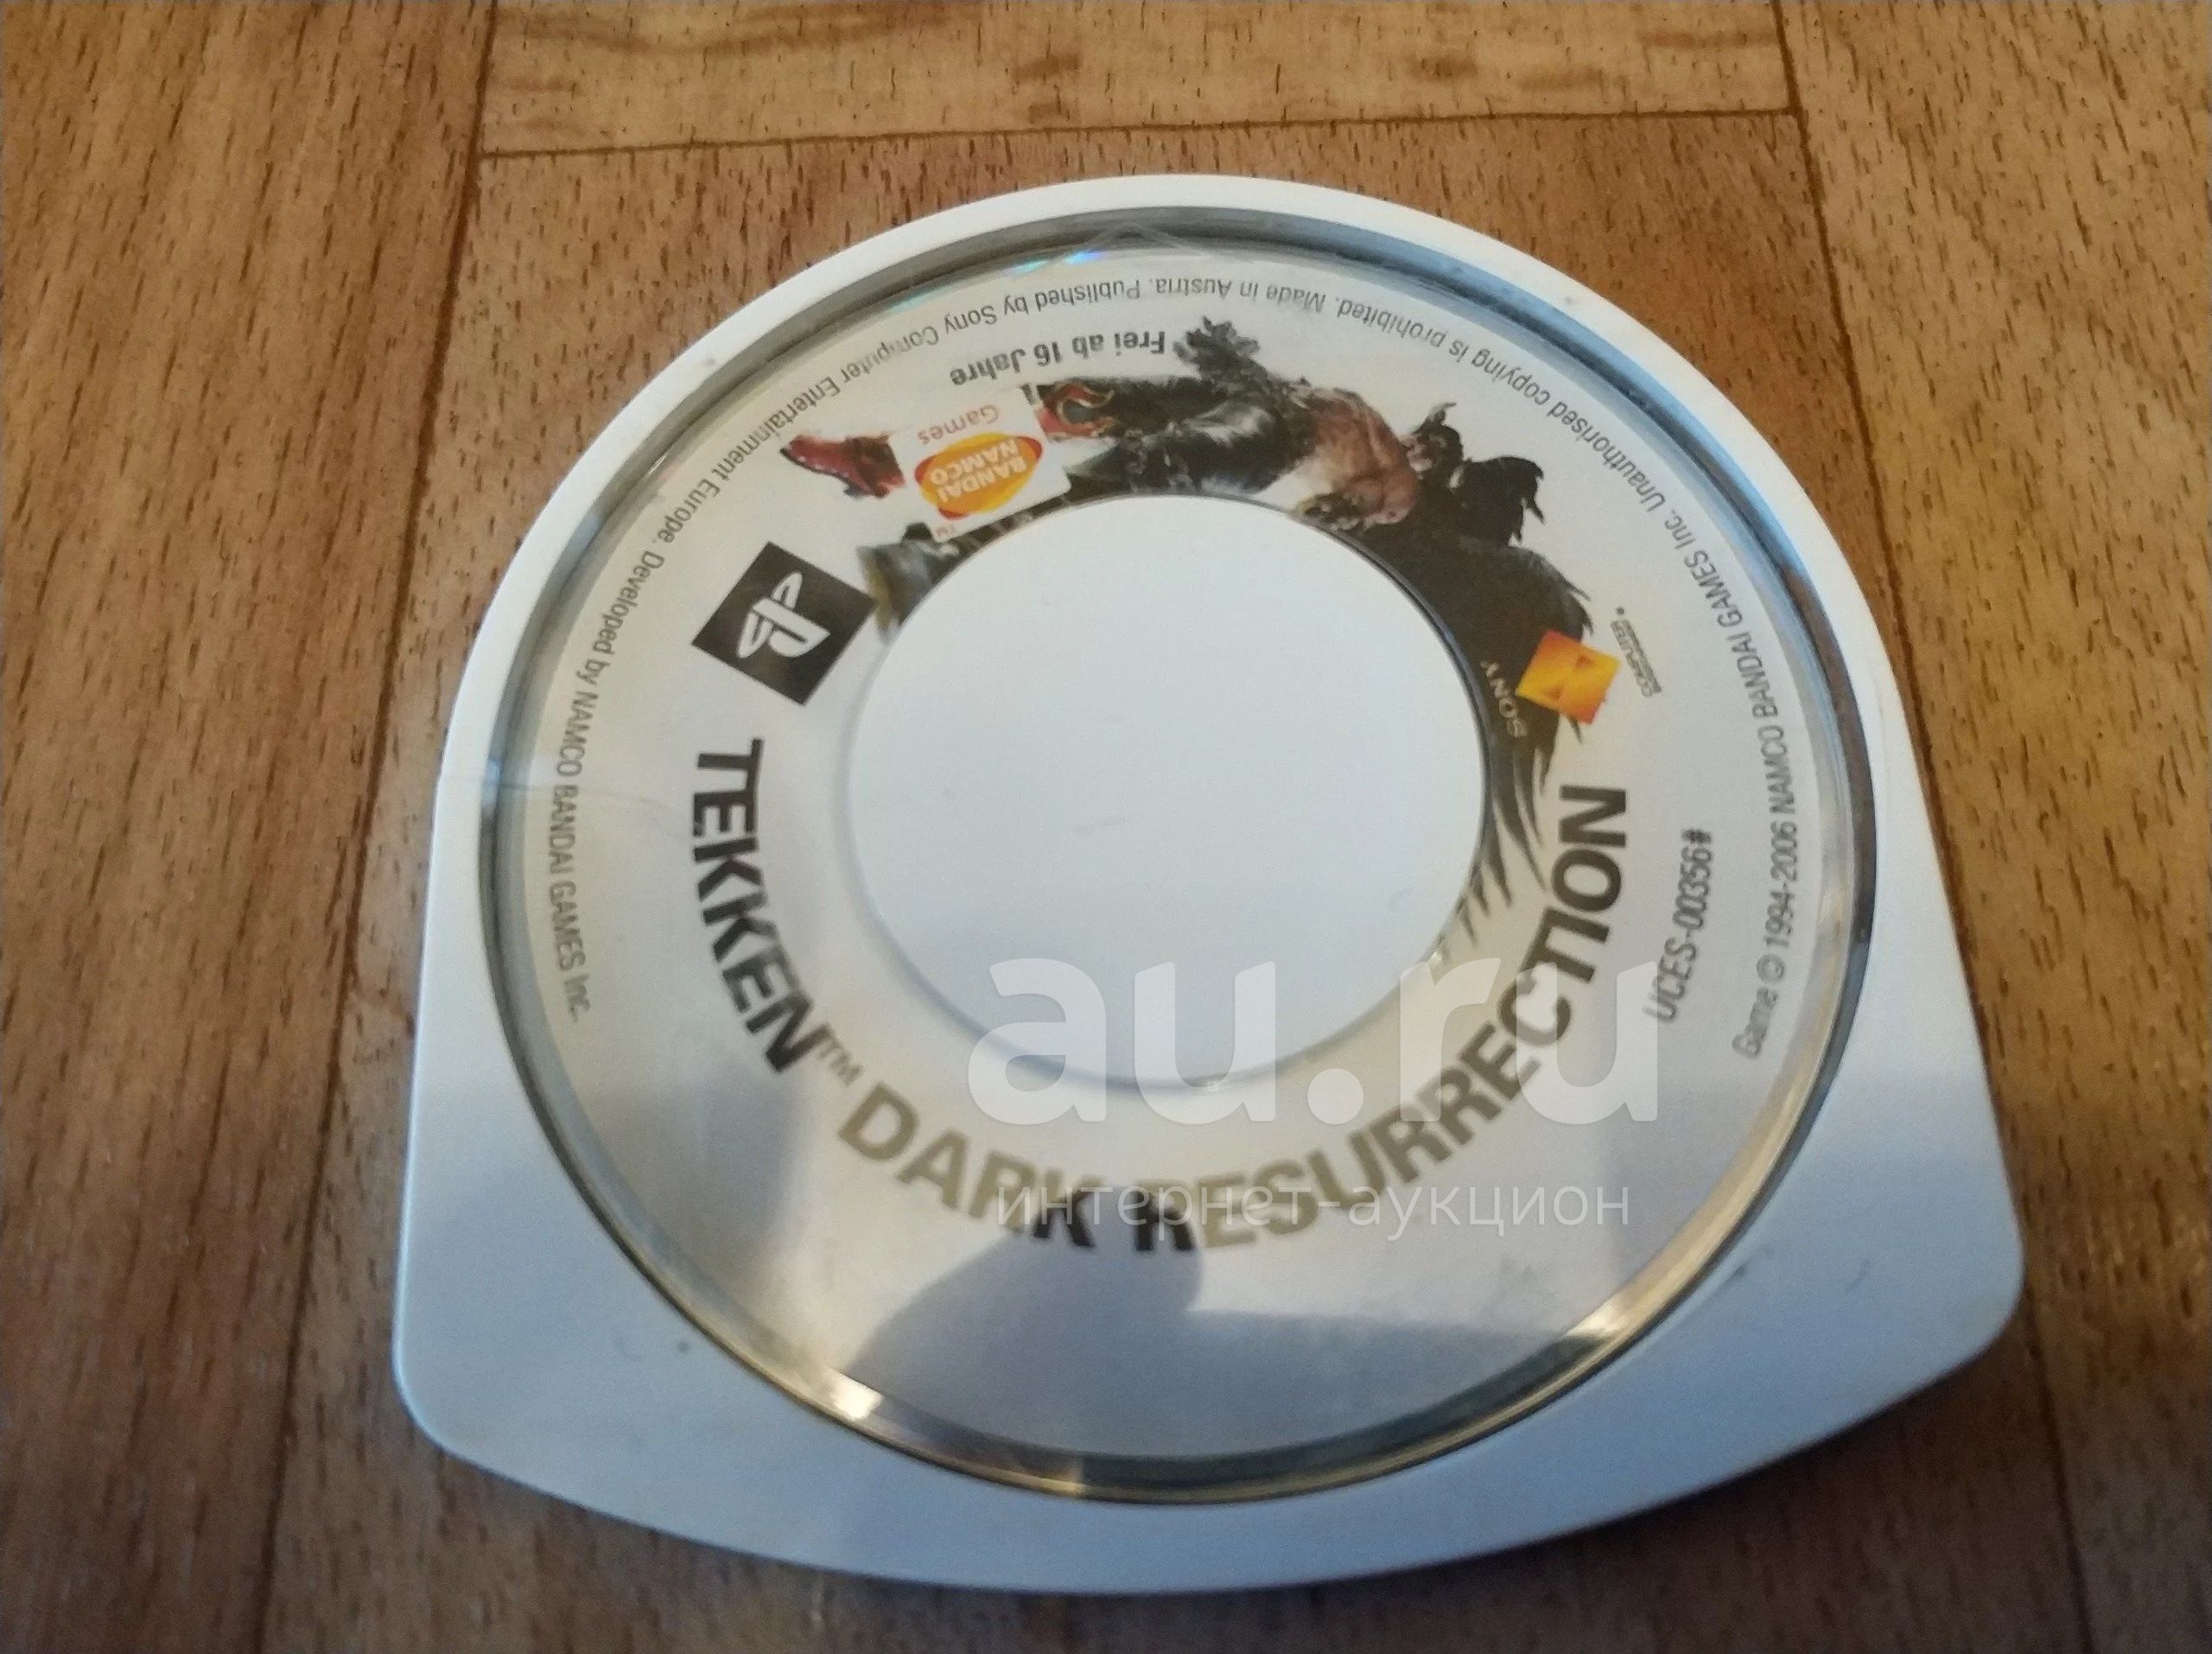 TEKKEN™ DARK RESURRECTION
UCES-00356#
SONY
COMPUTER
BANDAI
NAMCO
Games
TM
Frei ab 16 Jahre
Game © 1994-2006 NAMCO BANDAI GAMES Inc. Unauthorised copying is prohibited. Made in Austria. Published by Sony Computer Entertainment Europe. Developed by NAMCO BANDAI GAMES Inc.
au.ru
интернет-аукцион